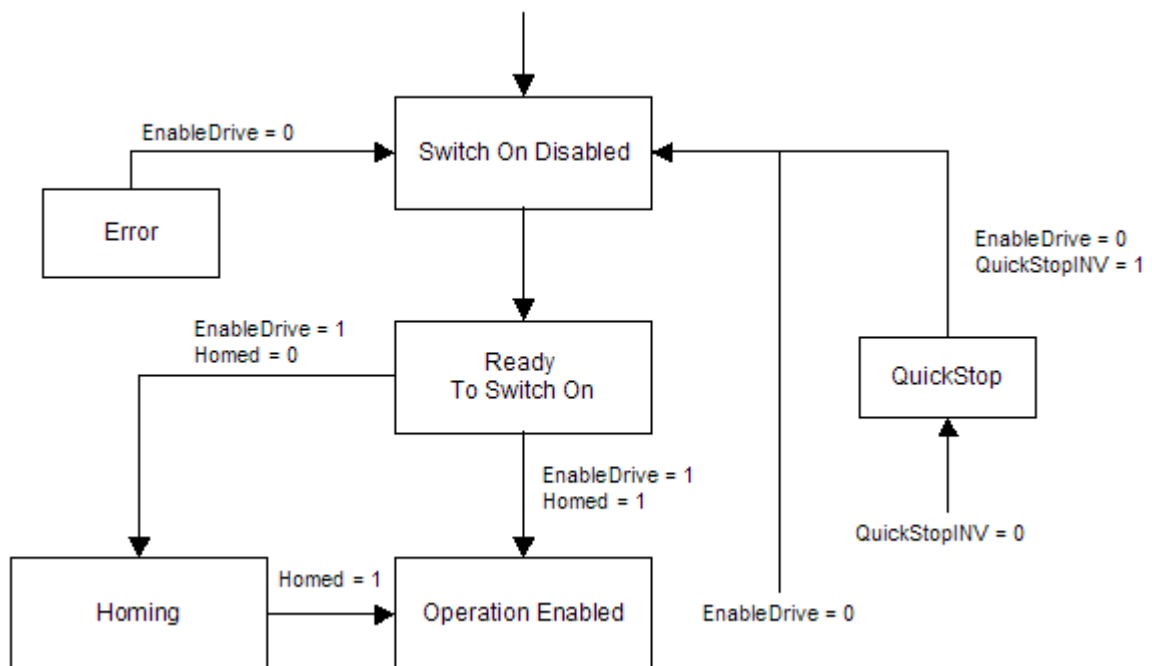 EnableDrive = 0
Switch On Disabled
Error
EnableDrive = 0
QuickStopINV = 1
EnableDrive = 1
Homed = 0
Ready
To Switch On
QuickStop
EnableDrive = 1
Homed = 1
QuickStopINV = 0
Homing
Homed = 1
Operation Enabled
EnableDrive = 0